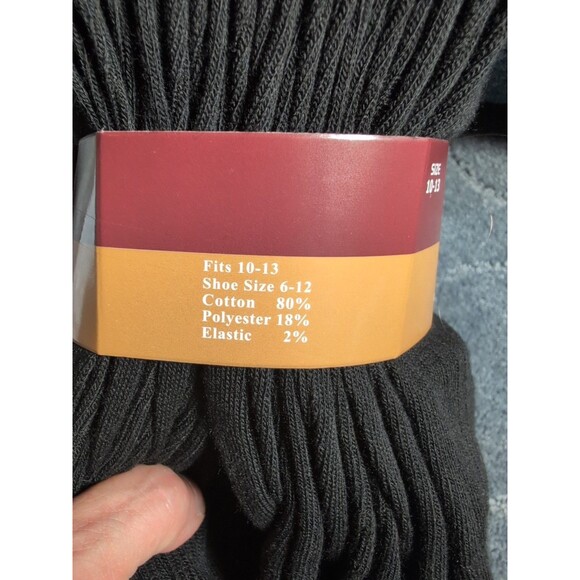 SIZE
10-13
Fits 10-13
Shoe Size 6-12
Cotton 80%
Polyester 18%
Elastic 2%